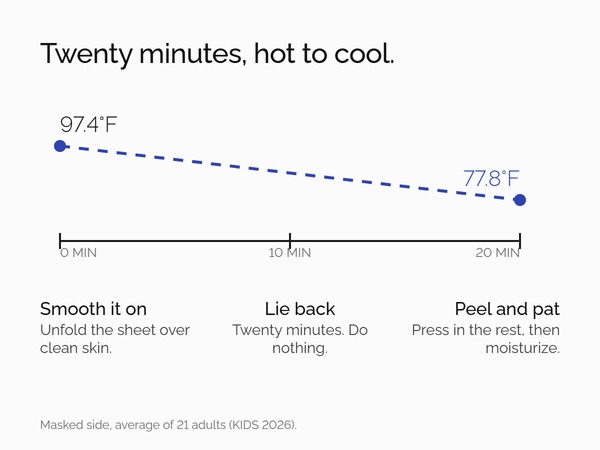 Twenty minutes, hot to cool.
97.4°F
77.8°F
0 MIN
10 MIN
20 MIN
Smooth it on
Unfold the sheet over
clean skin.
Lie back
Twenty minutes. Do
nothing.
Peel and pat
Press in the rest, then
moisturize.
Masked side, average of 21 adults (KIDS 2026).